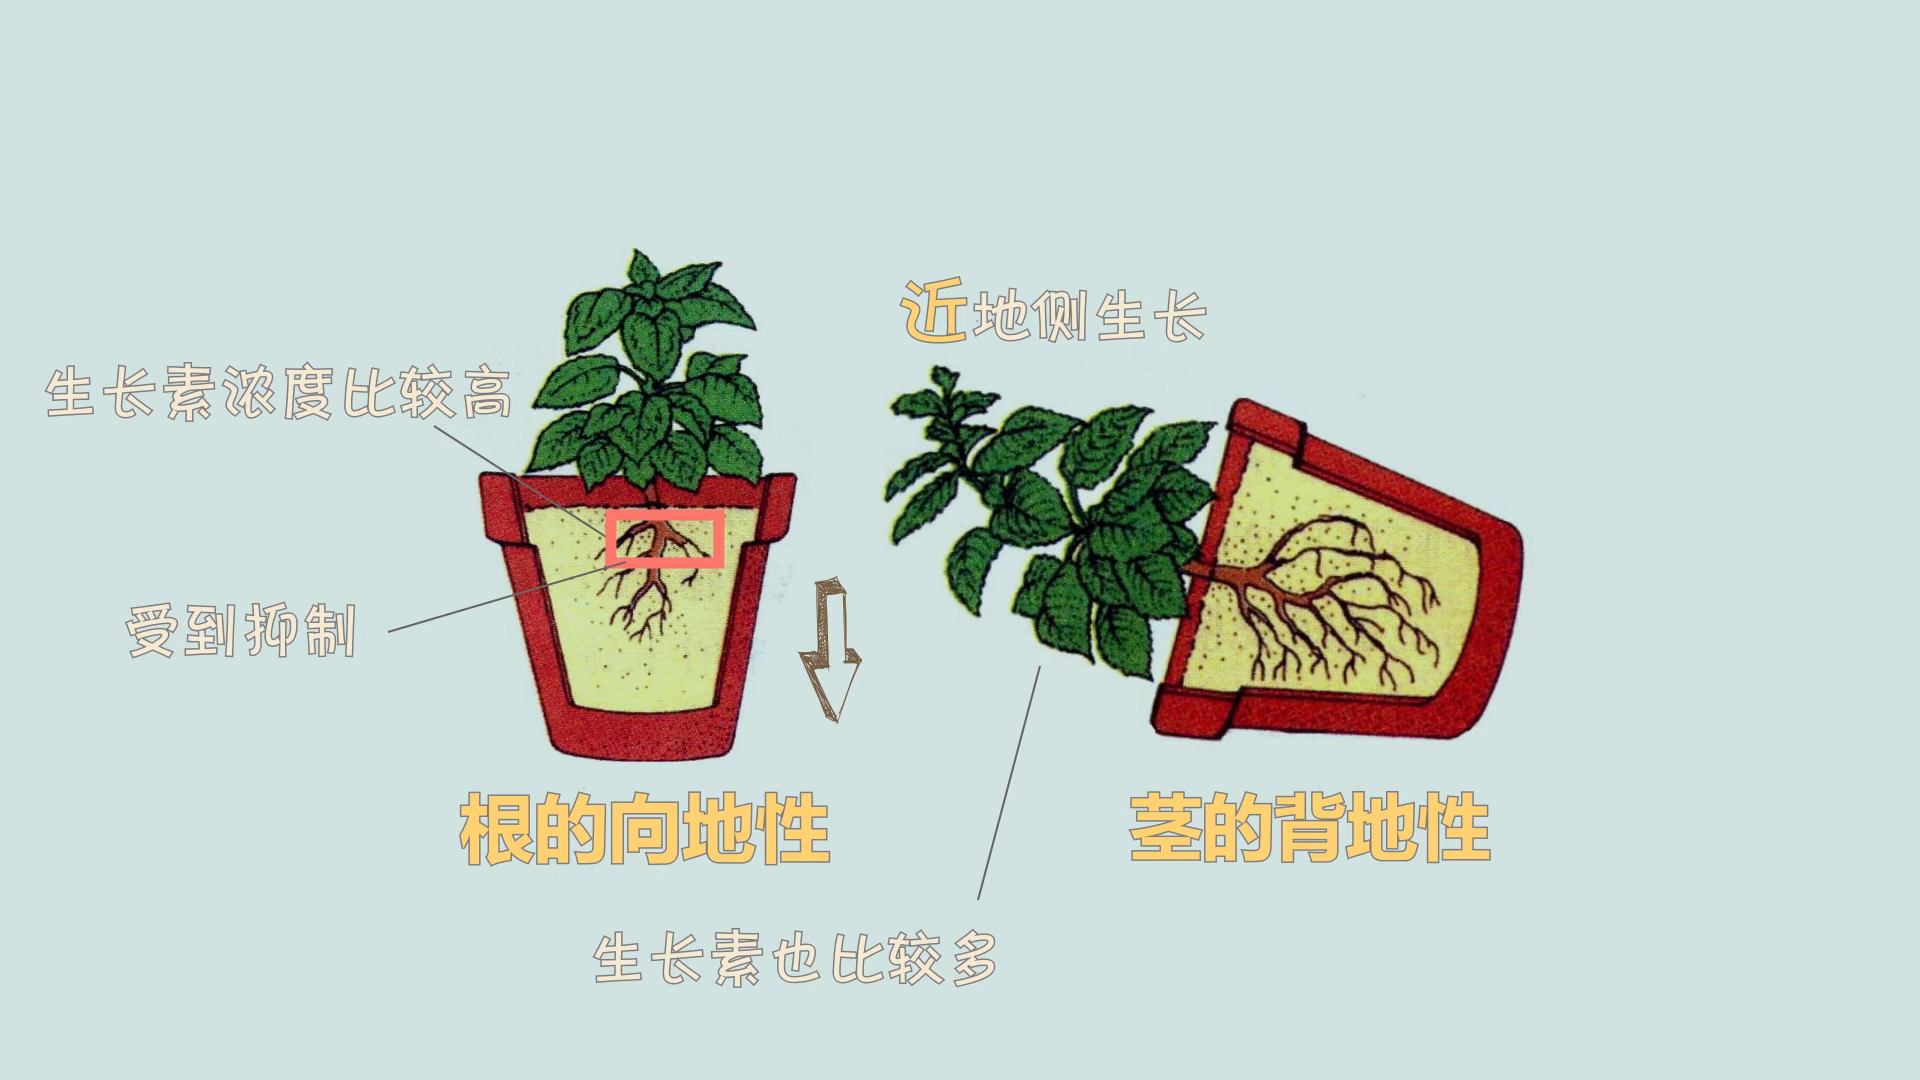 近地侧生长
生长素浓度比较高
受到抑制
根的向地性
茎的背地性
生长素也比较多